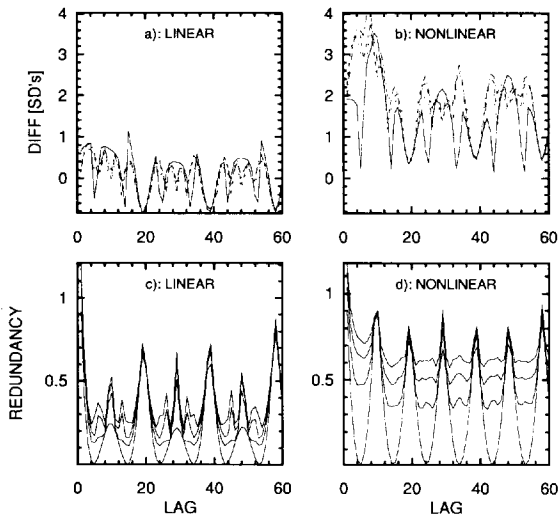 a): LINEAR
b): NONLINEAR
DIFF [SD's]
4
3
2
1
0
4
3
2
1
0
0 20 40 60
0 20 40 60
c): LINEAR
d): NONLINEAR
REDUNDANCY
1
0.5
1
0.5
0 20 40 60
0 20 40 60
LAG
LAG